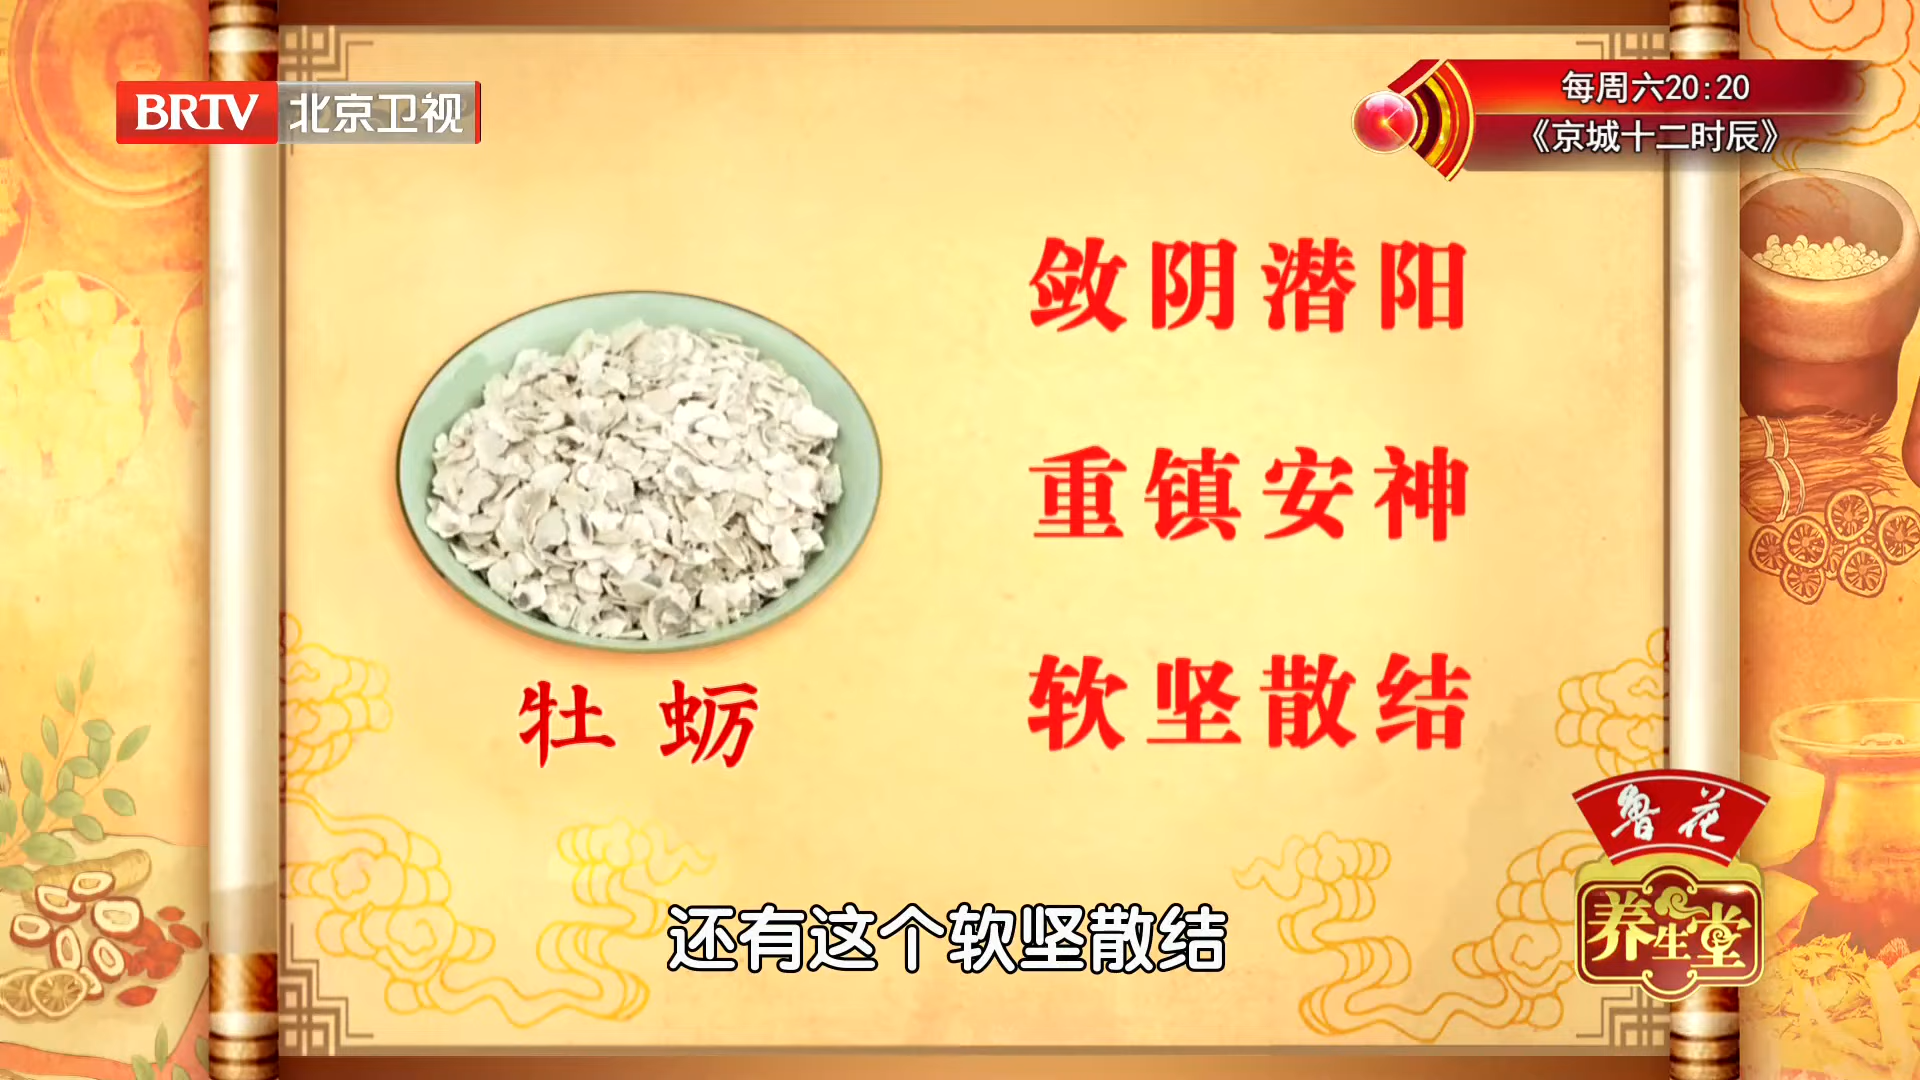 BRTV 北京卫视
每周六20:20
《京城十二时辰》
敛阴潜阳
重镇安神
软坚散结
牡蛎
鲁花
养生堂
还有这个软坚散结